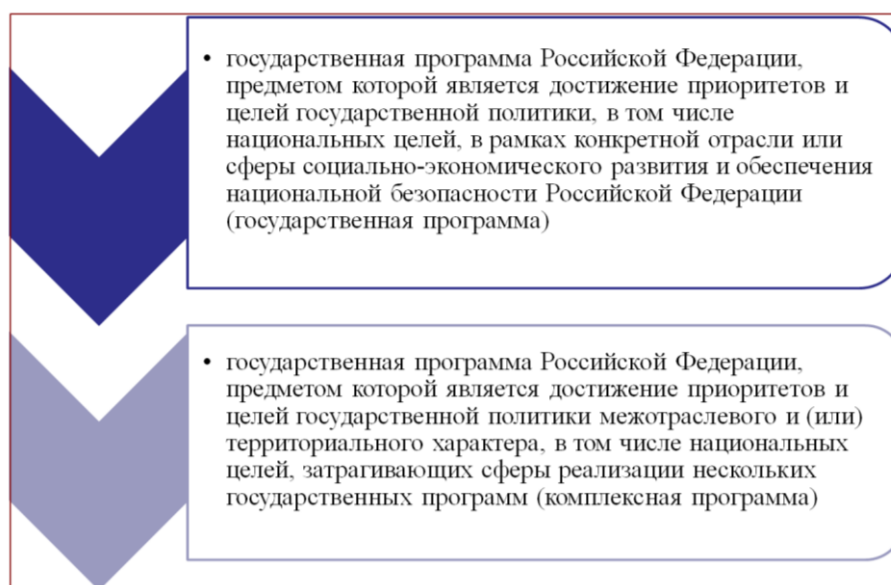 • государственная программа Российской Федерации,
предметом которой является достижение приоритетов и
целей государственной политики, в том числе
национальных целей, в рамках конкретной отрасли или
сферы социально-экономического развития и обеспечения
национальной безопасности Российской Федерации
(государственная программа)
• государственная программа Российской Федерации,
предметом которой является достижение приоритетов и
целей государственной политики межотраслевого и (или)
территориального характера, в том числе национальных
целей, затрагивающих сферы реализации нескольких
государственных программ (комплексная программа)